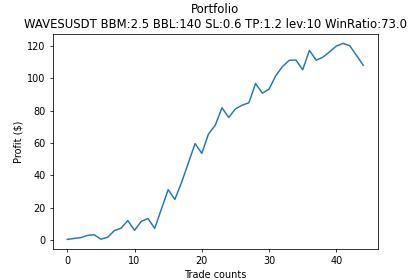 Portfolio
WAVESUSDT BBM:2.5 BBL:140 SL:0.6 TP:1.2 lev:10 WinRatio:73.0
120
100
80
60
40
20
0
Profit ($)
0 10 20 30 40
Trade counts